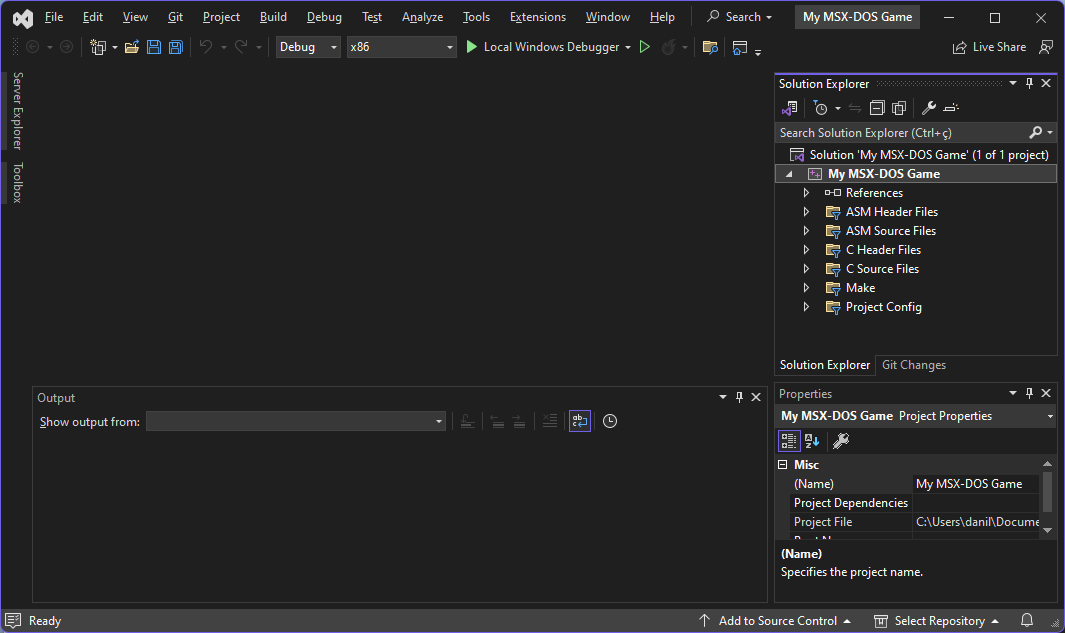 File Edit View Git Project Build Debug Test Analyze Tools Extensions Window Help Search My MSX-DOS Game
Debug x86 Local Windows Debugger Live Share
Server Explorer
Toolbox
Solution Explorer
Search Solution Explorer (Ctrl+ç)
Solution 'My MSX-DOS Game' (1 of 1 project)
My MSX-DOS Game
References
ASM Header Files
ASM Source Files
C Header Files
C Source Files
Make
Project Config
Solution Explorer Git Changes
Output
Show output from:
Properties
My MSX-DOS Game Project Properties
Misc
(Name) My MSX-DOS Game
Project Dependencies
Project File C:\Users\danil\Docume
(Name)
Specifies the project name.
Ready Add to Source Control Select Repository